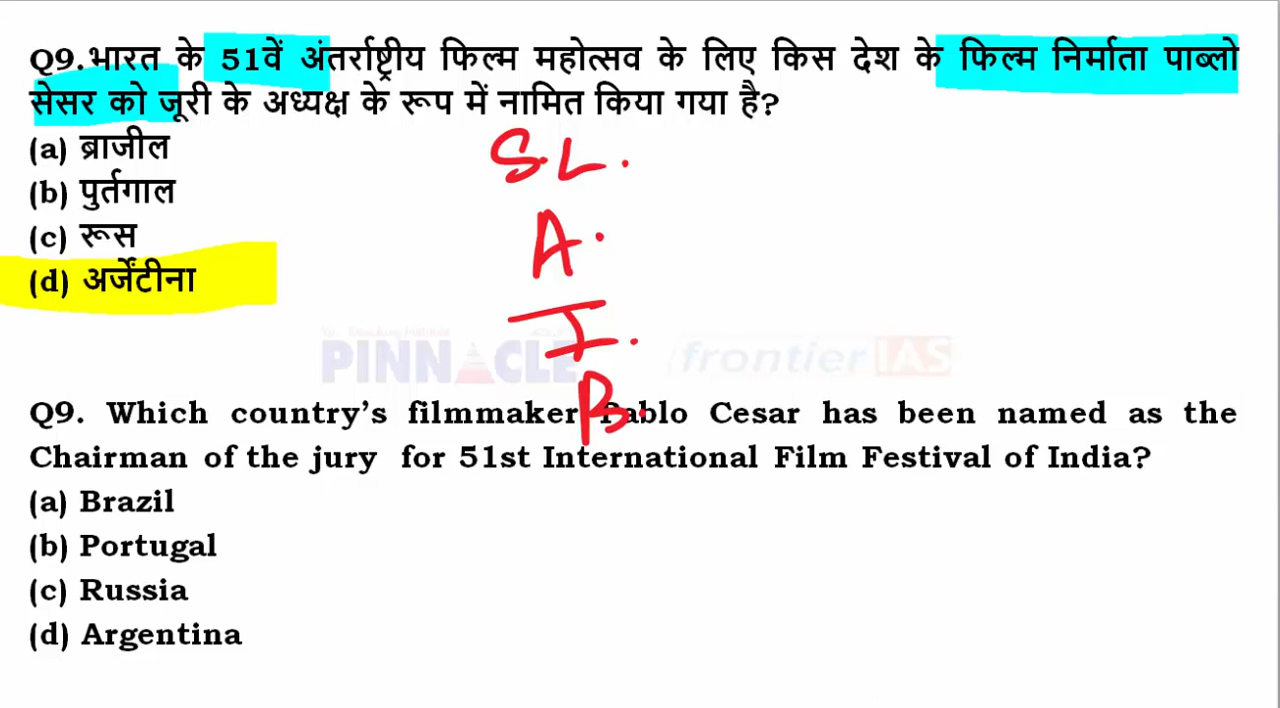 Q9.भारत के 51वें अंतर्राष्ट्रीय फिल्म महोत्सव के लिए किस देश के फिल्म निर्माता पाब्लो
सेसर को जूरी के अध्यक्ष के रूप में नामित किया गया है?
(a) ब्राजील
(b) पुर्तगाल
(c) रूस
(d) अर्जेंटीना
S.L.
A.
I.
B.
PINNACLE frontier IAS
Q9. Which country's filmmaker Pablo Cesar has been named as the
Chairman of the jury for 51st International Film Festival of India?
(a) Brazil
(b) Portugal
(c) Russia
(d) Argentina